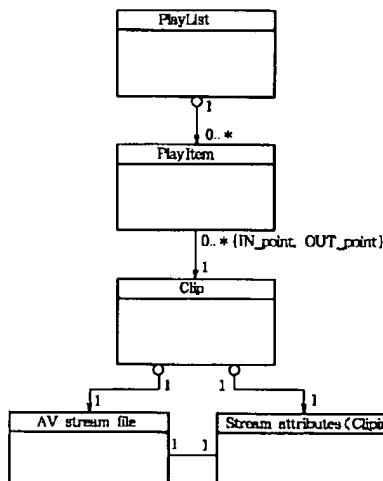 PlayList
1
0..*
PlayItem
0..* {IN_point, OUT_point}
1
Clip
1 1
1 1
AV stream file Stream attributes(Clipin
1 1